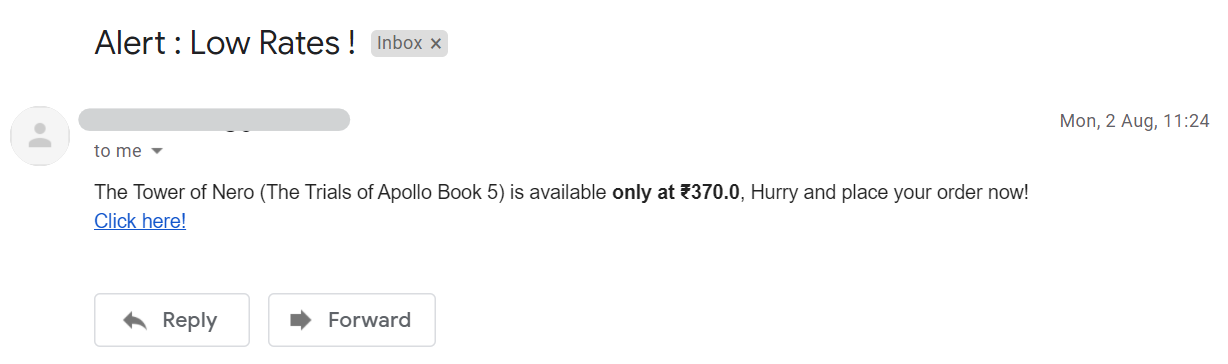 Alert : Low Rates ! Inbox ×
Mon, 2 Aug, 11:24
to me
The Tower of Nero (The Trials of Apollo Book 5) is available only at ₹370.0, Hurry and place your order now!
Click here!
Reply Forward